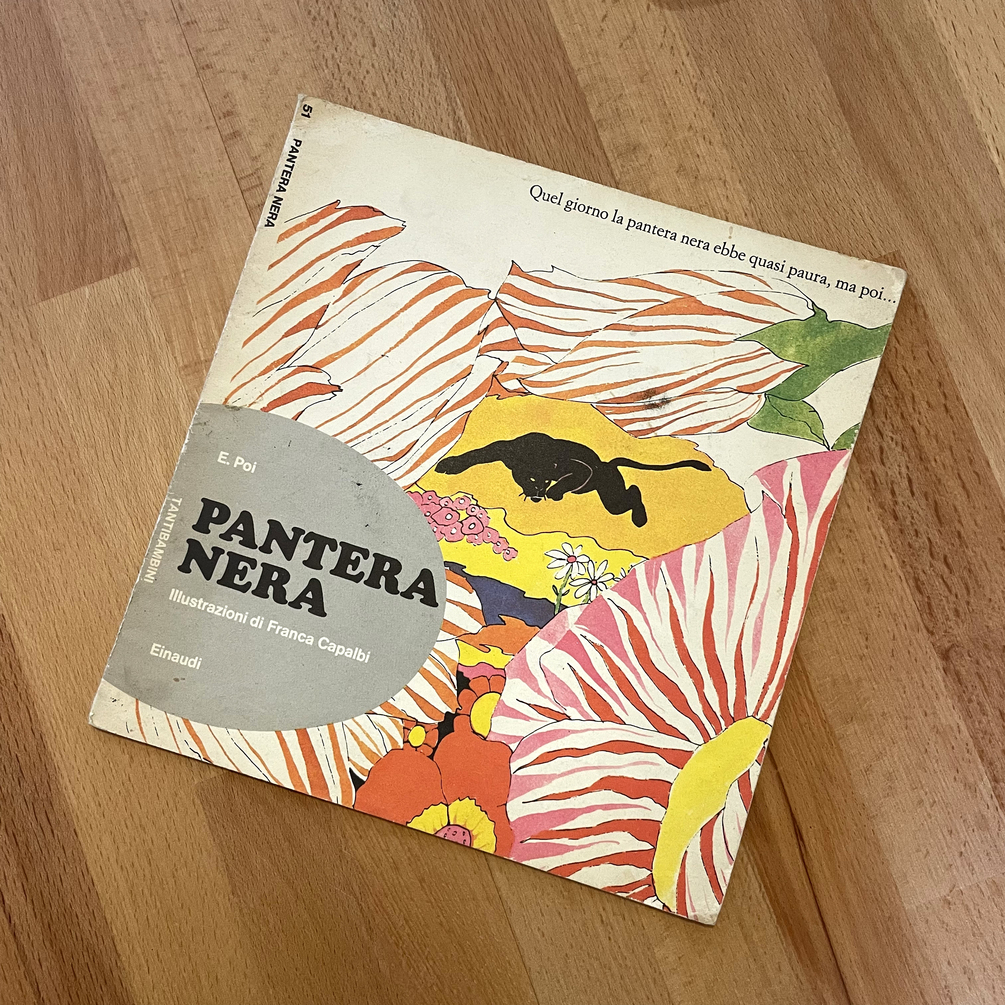 51 PANTERA NERA
Quel giorno la pantera nera ebbe quasi paura, ma poi...
E. Poi
PANTERA
NERA
Illustrazioni di Franca Capalbi
Einaudi
TANTIBAMBINI